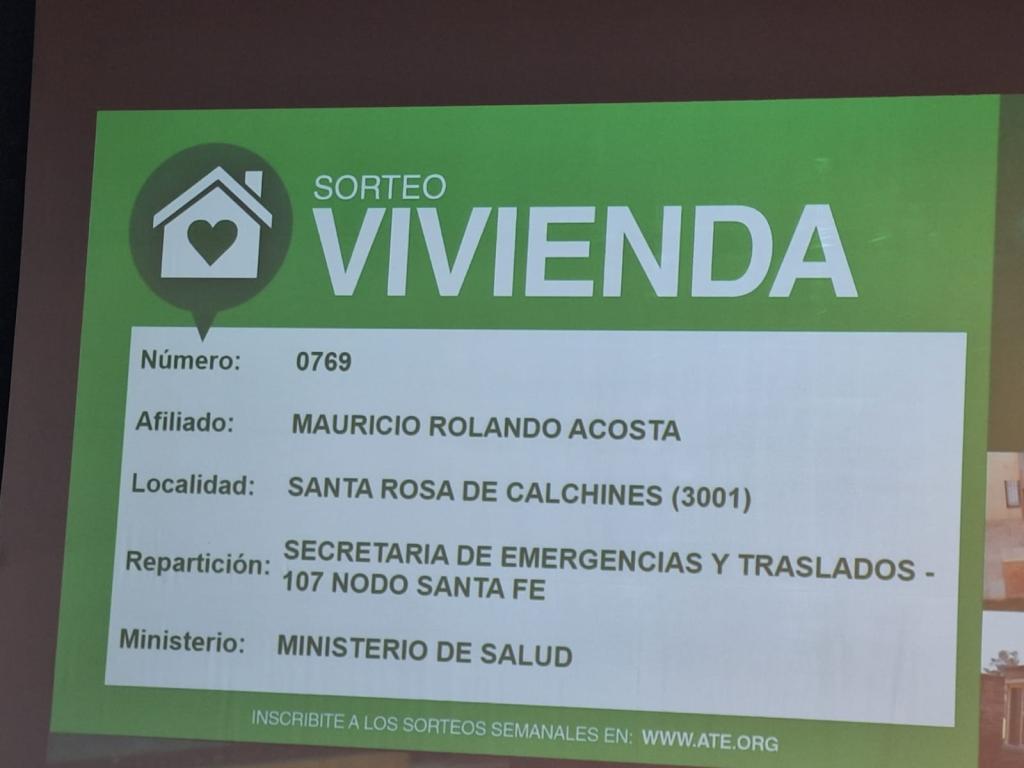 SORTEO
VIVIENDA
Número: 0769
Afiliado: MAURICIO ROLANDO ACOSTA
Localidad: SANTA ROSA DE CALCHINES (3001)
Repartición: SECRETARIA DE EMERGENCIAS Y TRASLADOS -
107 NODO SANTA FE
Ministerio: MINISTERIO DE SALUD
INSCRIBITE A LOS SORTEOS SEMANALES EN: WWW.ATE.ORG